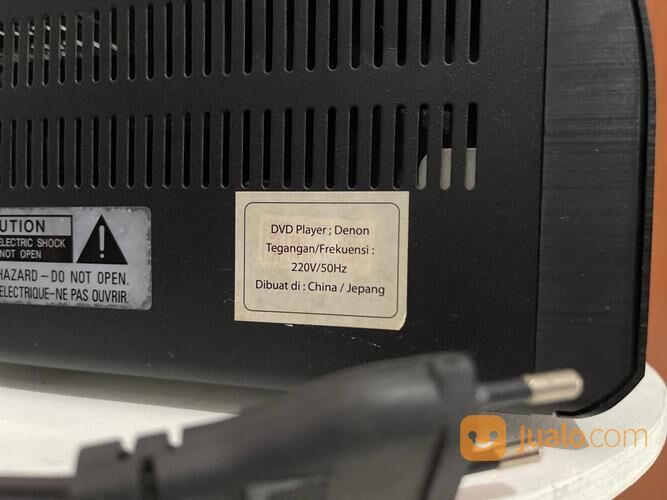 UTION
ELECTRIC SHOCK
NOT OPEN
HAZARD – DO NOT OPEN.
ELECTRIQUE-NE PAS OUVRIR.
DVD Player ; Denon
Tegangan/Frekuensi :
220V/50Hz
Dibuat di : China / Jepang
Jualo.com